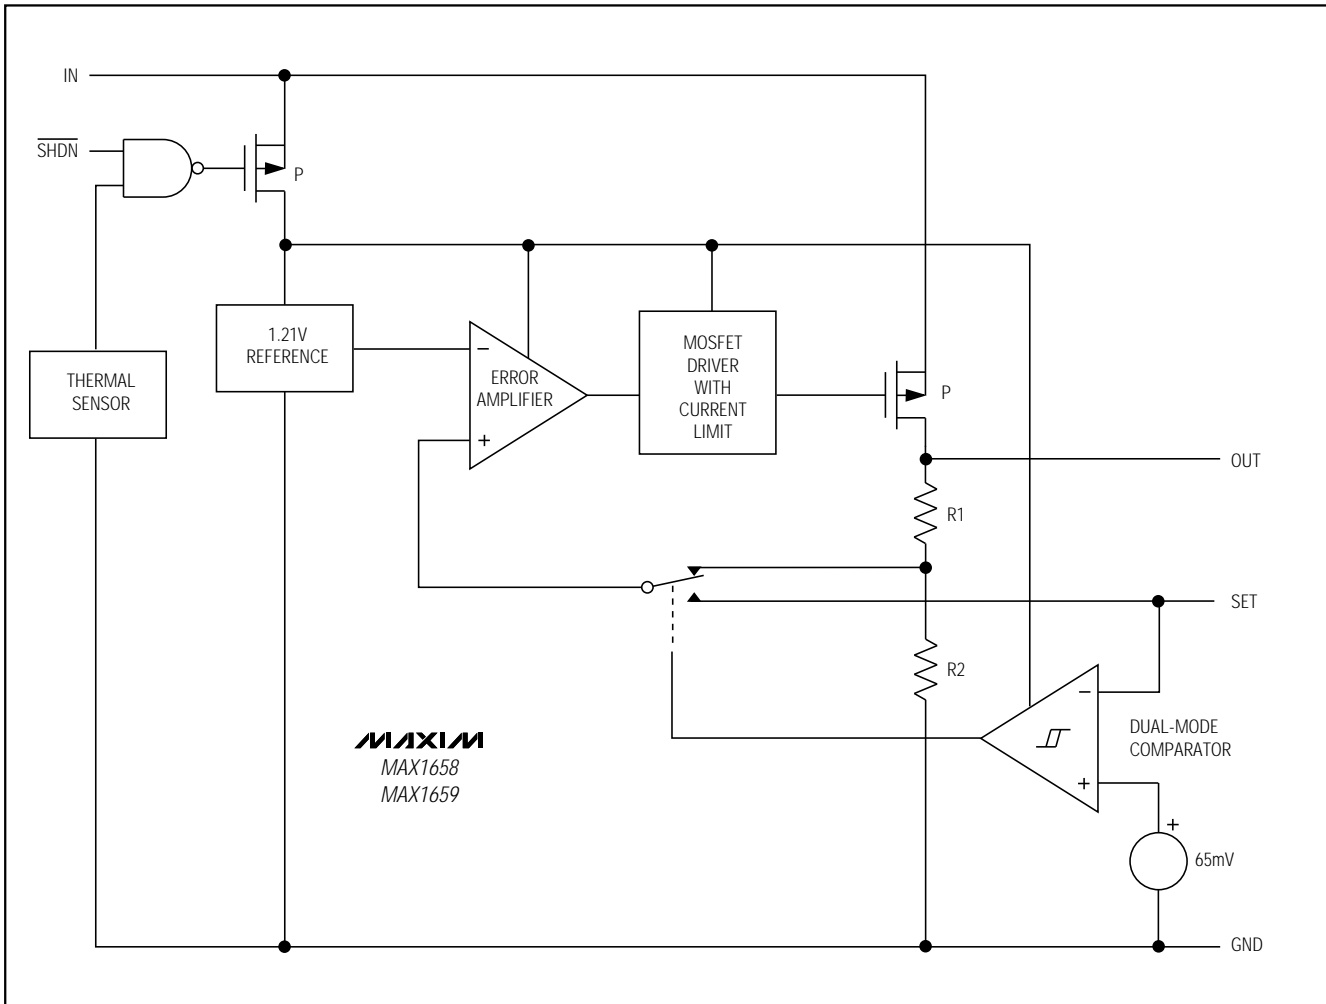 IN
SHDN
P
1.21V
REFERENCE
THERMAL
SENSOR
−
ERROR
AMPLIFIER
+
MOSFET
DRIVER
WITH
CURRENT
LIMIT
P
OUT
R1
SET
R2
−
DUAL-MODE
COMPARATOR
+
MAXIM
MAX1658
MAX1659
+
65mV
GND